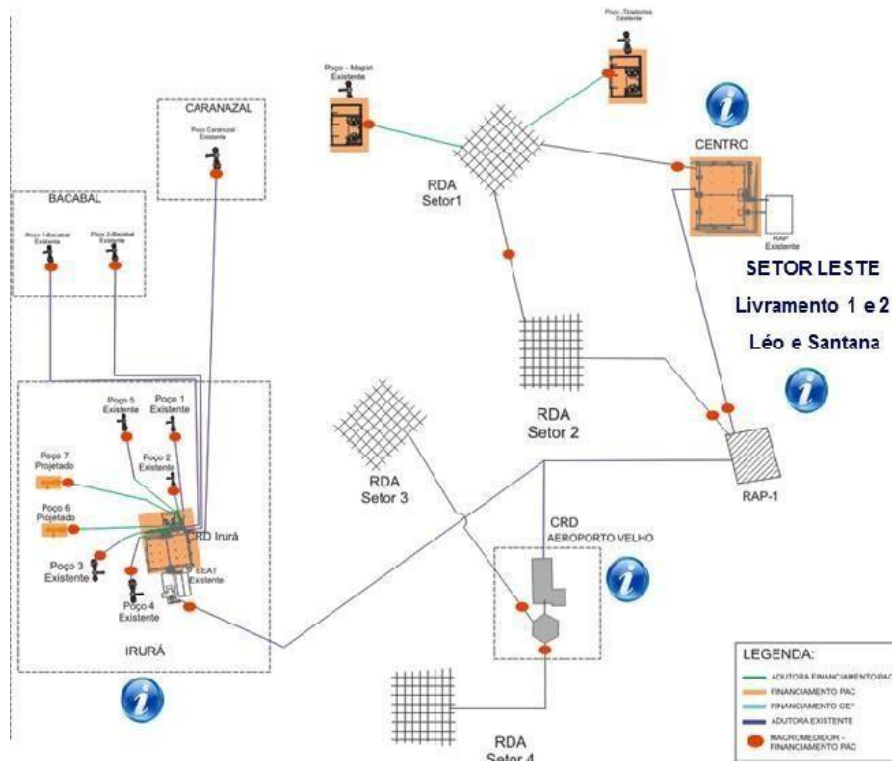 Poço - Tiradentes
Existente
Poço - Mapiri
Existente
CARANAZAL
Poço Caranazal
Existente
CENTRO
BACABAL
Poço 1-Bacabal
Existente
Poço 2-Bacabal
Existente
RDA
Setor1
RAP
Existente
SETOR LESTE
Livramento 1 e 2
Léo e Santana
RDA
Setor 2
Poço 5
Existente
Poço 1
Existente
Poço 2
Existente
Poço 7
Projetado
Poço 6
Projetado
CRD Irurá
EEAT
Existente
Poço 3
Existente
Poço 4
Existente
IRURÁ
RDA
Setor 3
RAP-1
CRD
AEROPORTO VELHO
RDA
Setor 4
LEGENDA:
ADUTORA FINANCIAMENTO PAC
FINANCIAMENTO PAC
FINANCIAMENTO
ADUTORA EXISTENTE
MACROMEDIDOR -
FINANCIAMENTO PAC